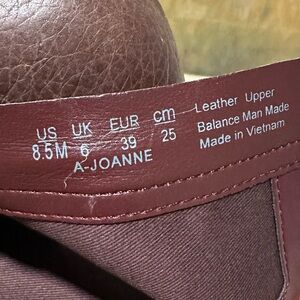 US UK EUR cm
8.5M 6 39 25
A-JOANNE
Leather Upper
Balance Man Made
Made in Vietnam